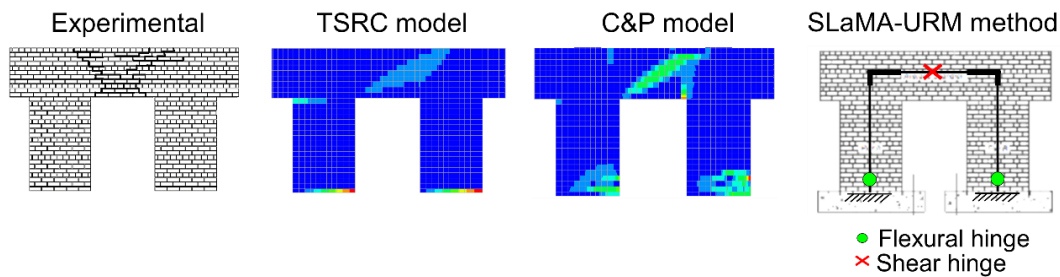 Experimental
TSRC model
C&P model
SLaMA-URM method
Flexural hinge
Shear hinge